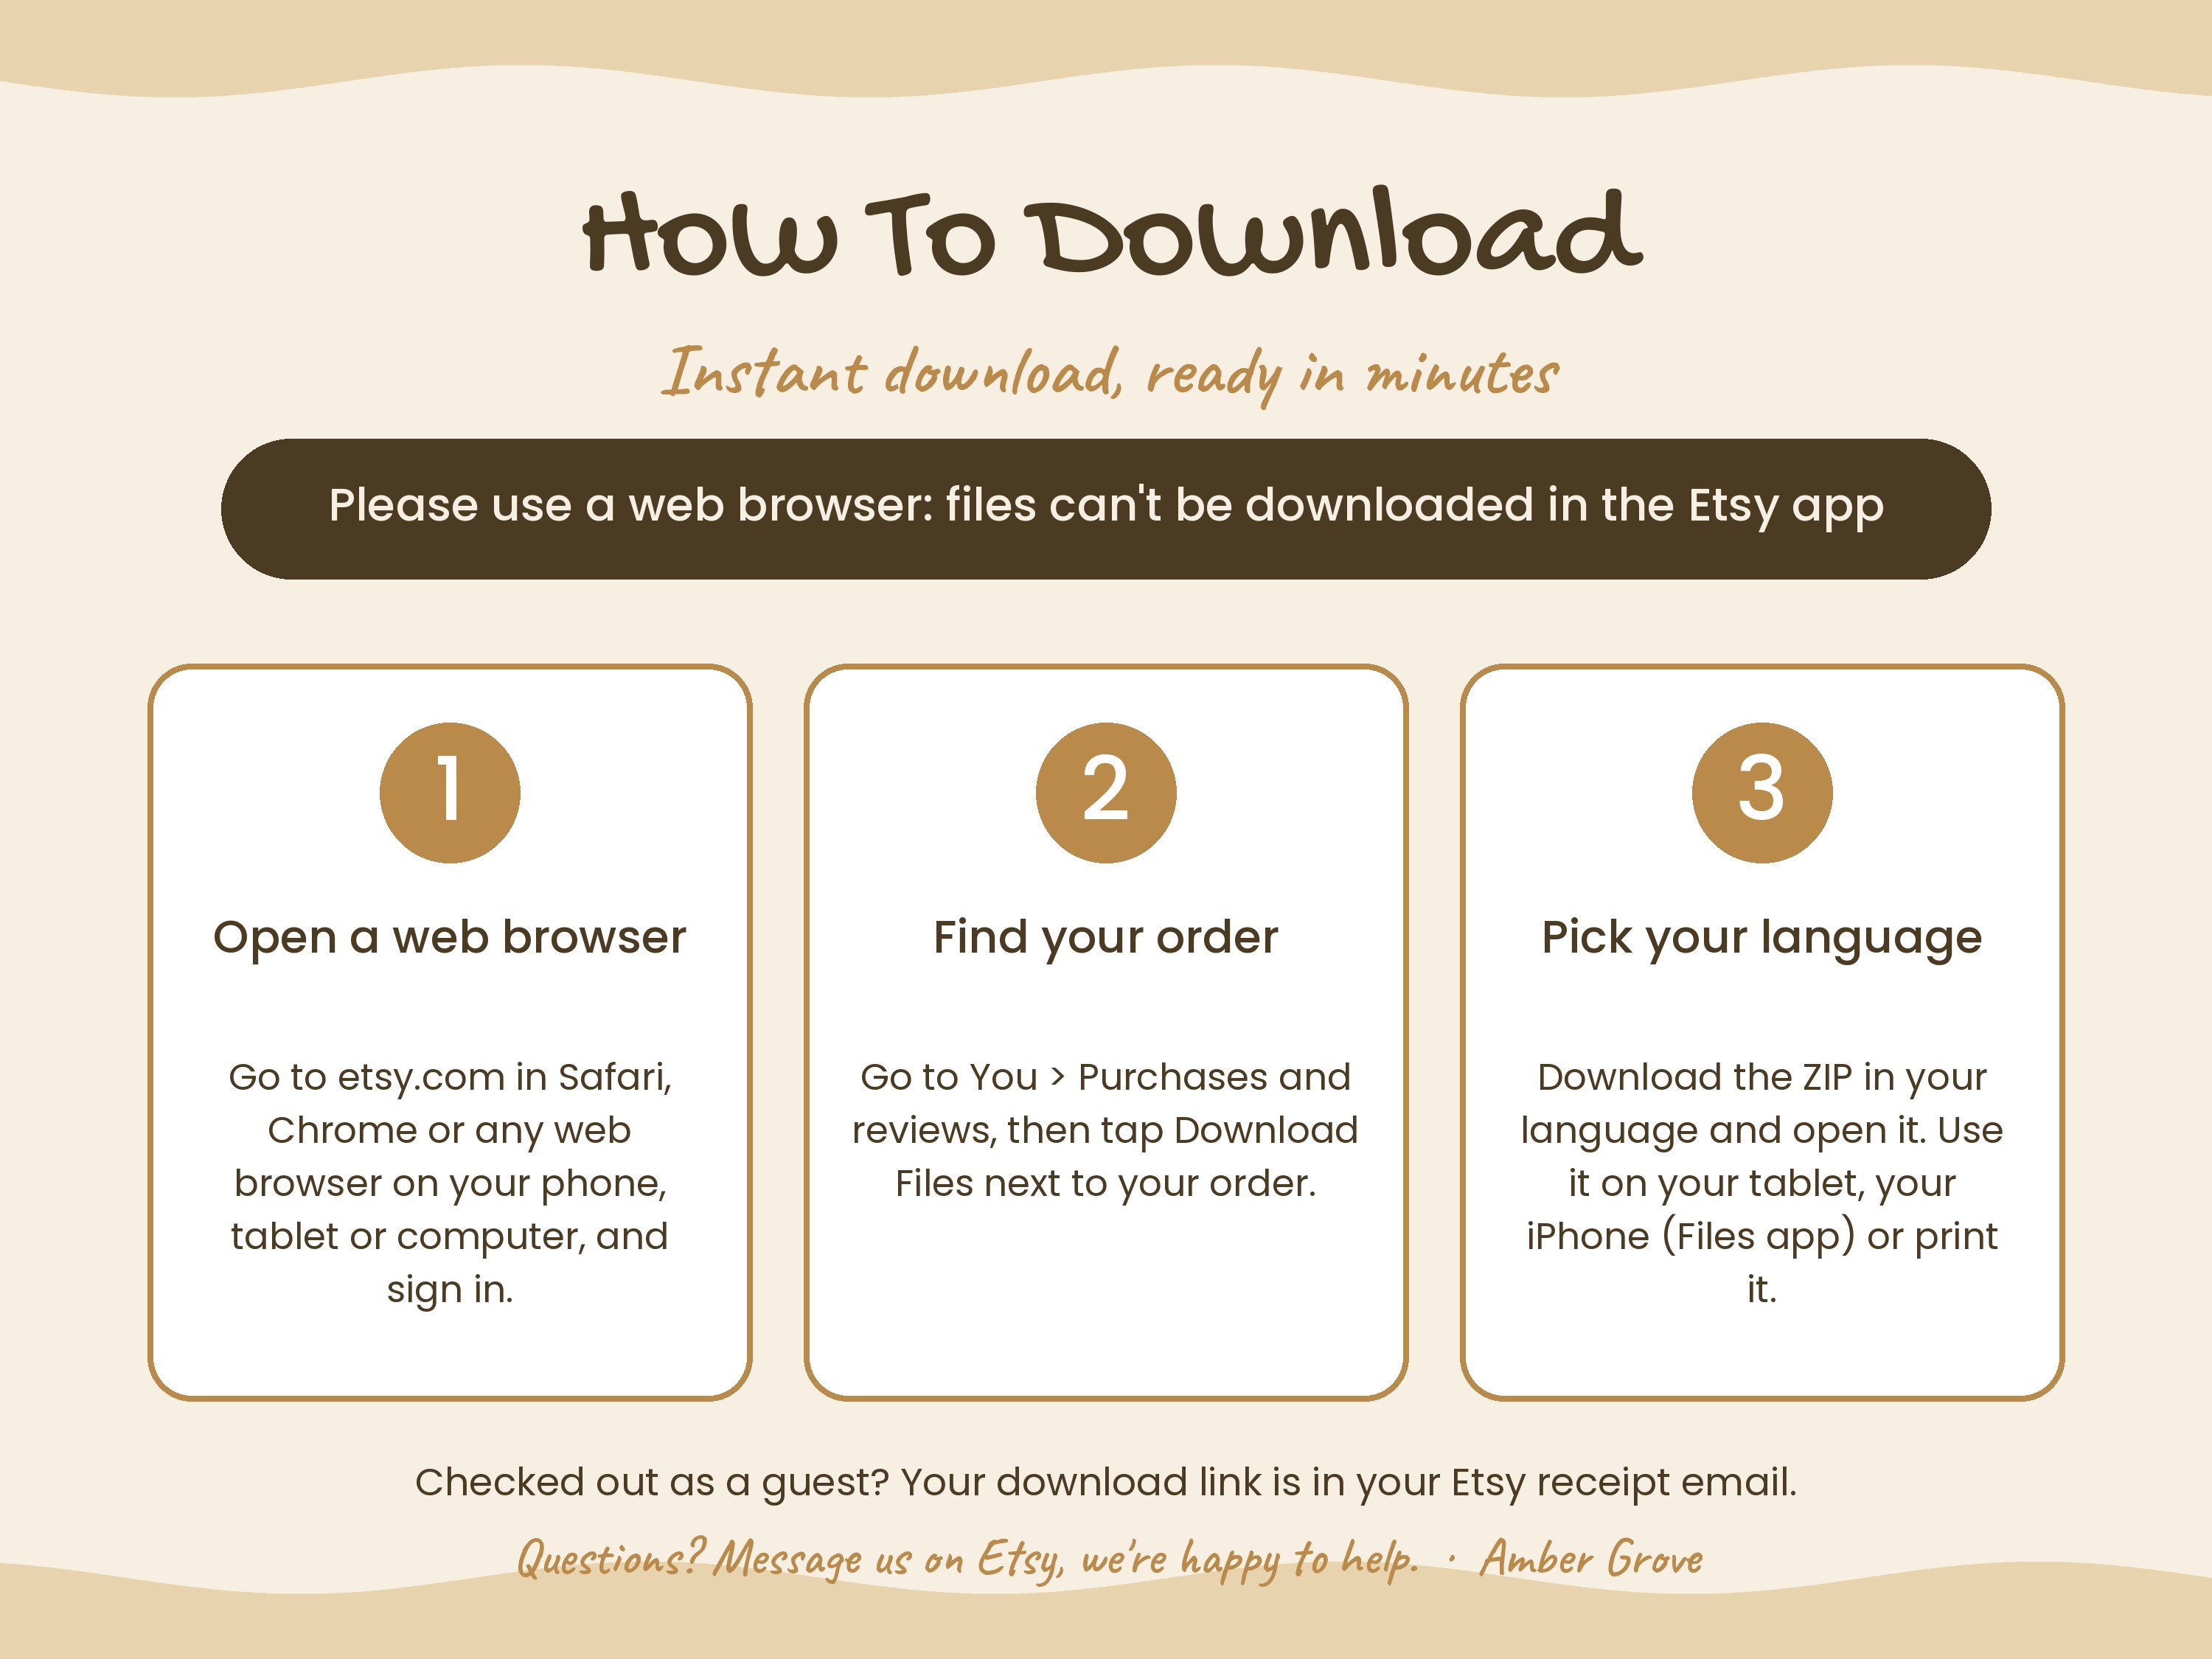 How To Download
Instant download, ready in minutes
Please use a web browser: files can't be downloaded in the Etsy app
1
Open a web browser
Go to etsy.com in Safari,
Chrome or any web
browser on your phone,
tablet or computer, and
sign in.
2
Find your order
Go to You > Purchases and
reviews, then tap Download
Files next to your order.
3
Pick your language
Download the ZIP in your
language and open it. Use
it on your tablet, your
iPhone (Files app) or print
it.
Checked out as a guest? Your download link is in your Etsy receipt email.
Questions? Message us on Etsy, we're happy to help. · Amber Grove